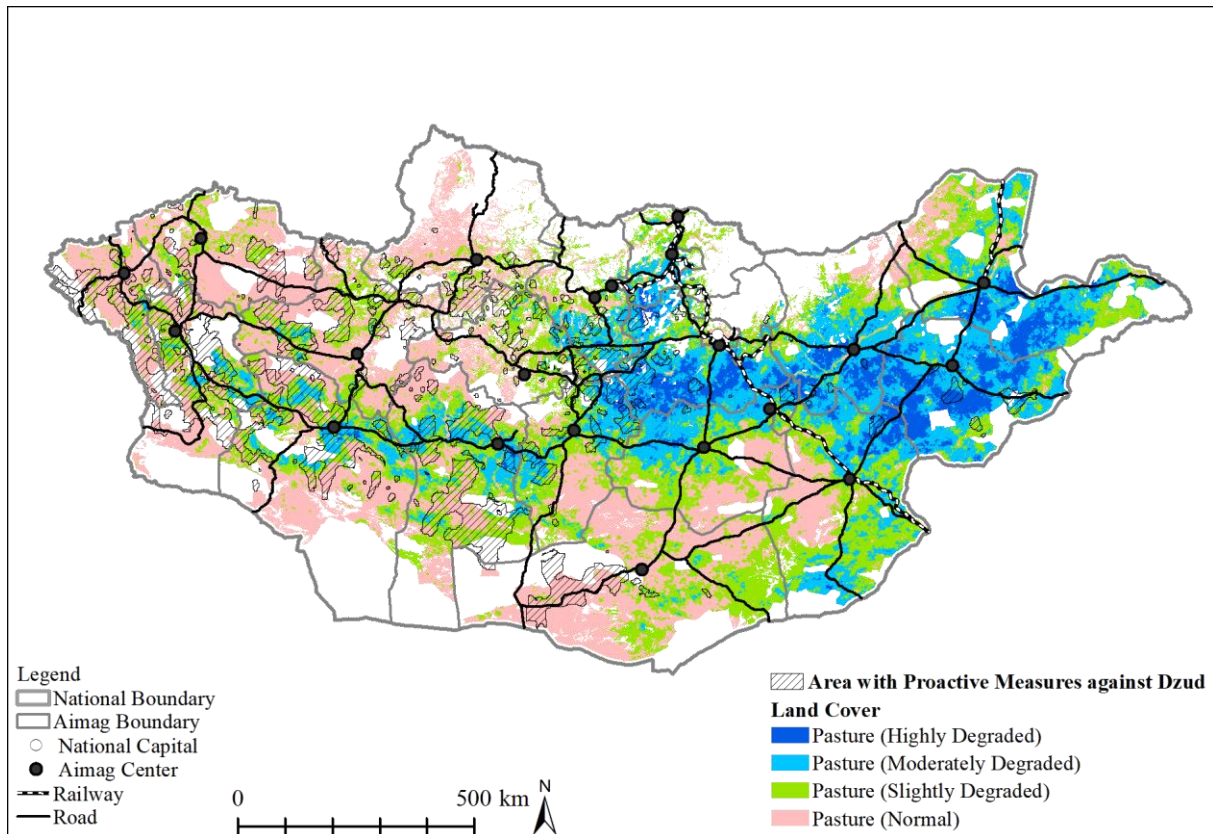 Legend
National Boundary
Aimag Boundary
National Capital
Aimag Center
Railway
Road
0 500 km
N
Area with Proactive Measures against Dzud
Land Cover
Pasture (Highly Degraded)
Pasture (Moderately Degraded)
Pasture (Slightly Degraded)
Pasture (Normal)